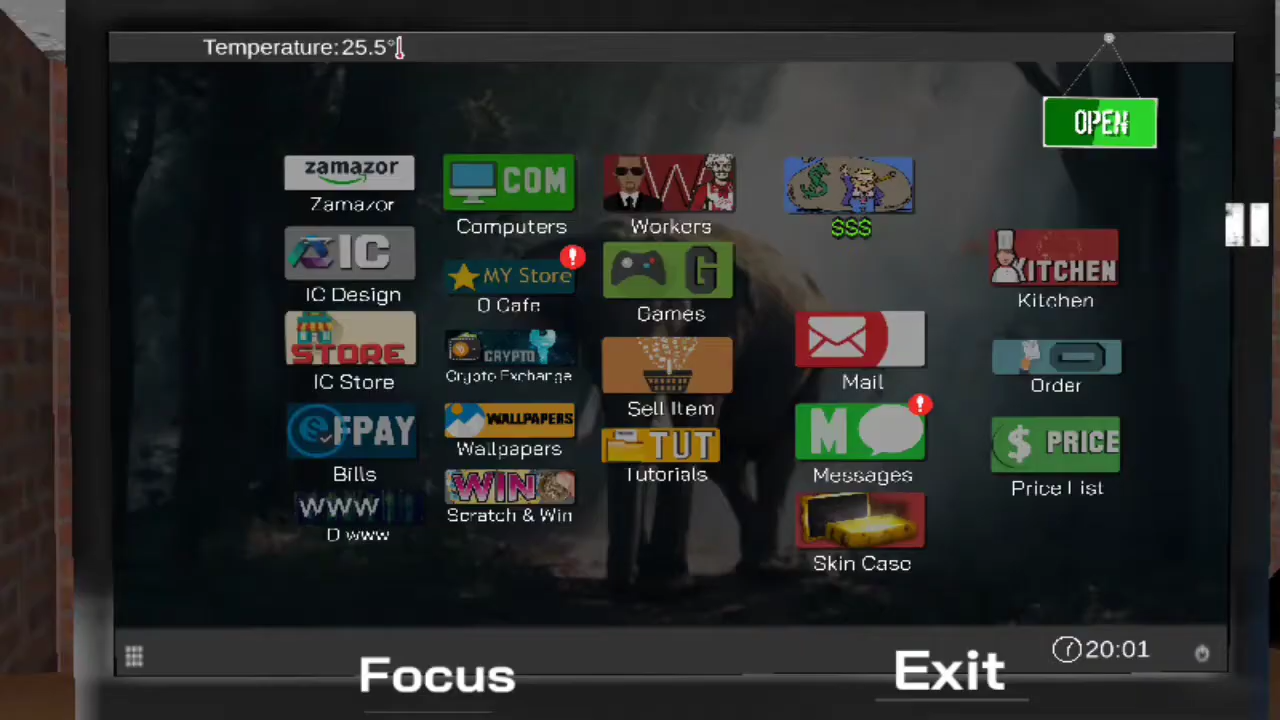 Temperature: 25.5°
OPEN
zamazor
Zamazor
COM
Computers
W
Workers
$
$$$
KITCHEN
Kitchen
IC
IC Design
MY Store
O Cafe
G
Games
STORE
IC Store
CRYPTO
Crypto Exchange
Sell Item
Mail
Order
FPAY
Bills
WALLPAPERS
Wallpapers
TUT
Tutorials
M
Messages
$ PRICE
Price List
WWW
D www
WIN
Scratch & Win
Skin Case
20:01
Focus
Exit